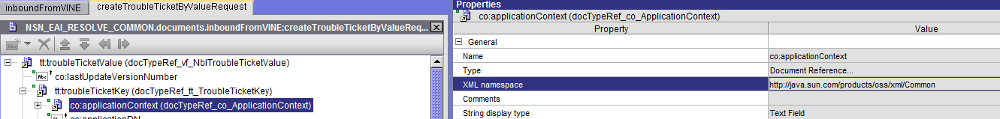 inboundFromVINE
createTroubleTicketByValueRequest
NSN_EAI_RESOLVE_COMMON.documents.inboundFromVINE:createTroubleTicketByValueReq...
tt:troubleTicketValue (docTypeRef_vf_NblTroubleTicketValue)
Abc co:lastUpdateVersionNumber
tt:troubleTicketKey (docTypeRef_tt_TroubleTicketKey)
co:applicationContext (docTypeRef_co_ApplicationContext)
co:applicationDN
Properties
co:applicationContext (docTypeRef_co_ApplicationContext)
Property Value
General
Name co:applicationContext
Type Document Reference...
XML namespace http://java.sun.com/products/oss/xml/Common
Comments
String display type Text Field